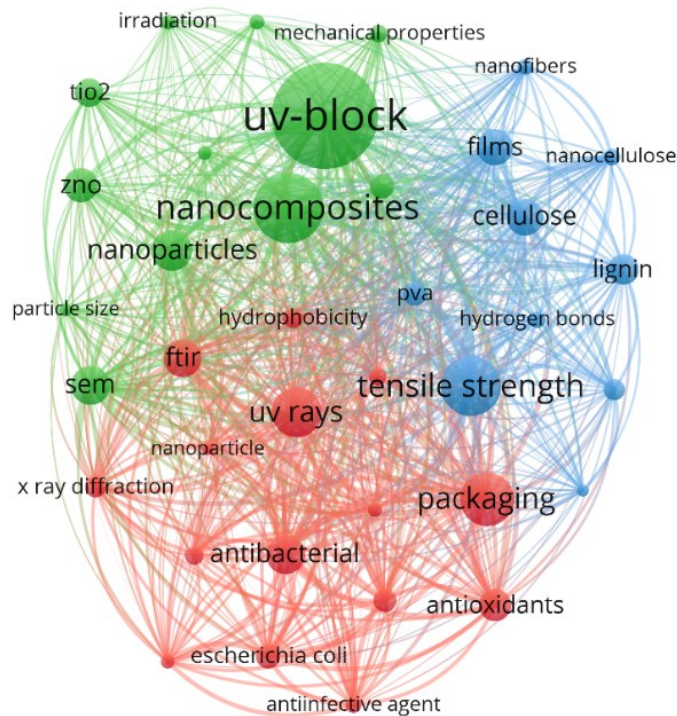 irradiation
mechanical properties
nanofibers
tio2
uv-block
films
nanocellulose
zno
nanocomposites
cellulose
nanoparticles
lignin
pva
particle size
hydrophobicity
hydrogen bonds
ftir
sem
tensile strength
uv rays
nanoparticle
x ray diffraction
packaging
antibacterial
antioxidants
escherichia coli
antiinfective agent